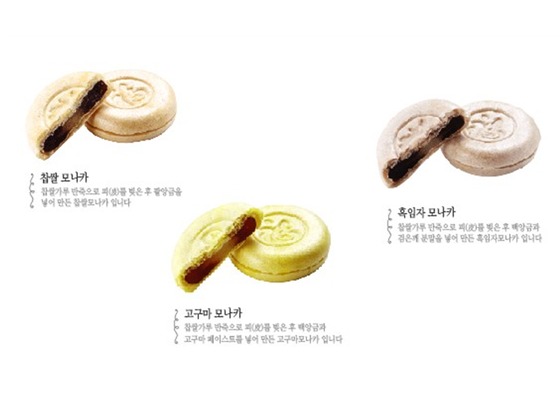 찹쌀 모나카
찹쌀가루 반죽으로 피(皮)를 빚은 후 팥앙금을
넣어 만든 찹쌀모나카 입니다
흑임자 모나카
찹쌀가루 반죽으로 피(皮)를 빚은 후 백앙금과
검은깨 분말을 넣어 만든 흑임자모나카 입니다
고구마 모나카
찹쌀가루 반죽으로 피(皮)를 빚은 후 백앙금과
고구마 페이스트를 넣어 만든 고구마모나카 입니다